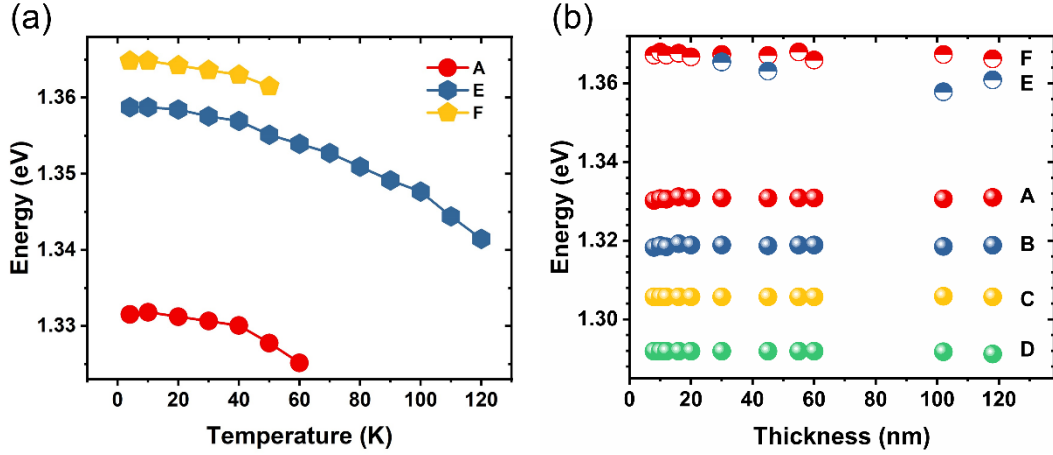 (a)
1.36
1.35
1.34
1.33
Energy (eV)
A
E
F
0 20 40 60 80 100 120
Temperature (K)
(b)
1.36
1.34
1.32
1.30
Energy (eV)
F
E
A
B
C
D
0 20 40 60 80 100 120
Thickness (nm)